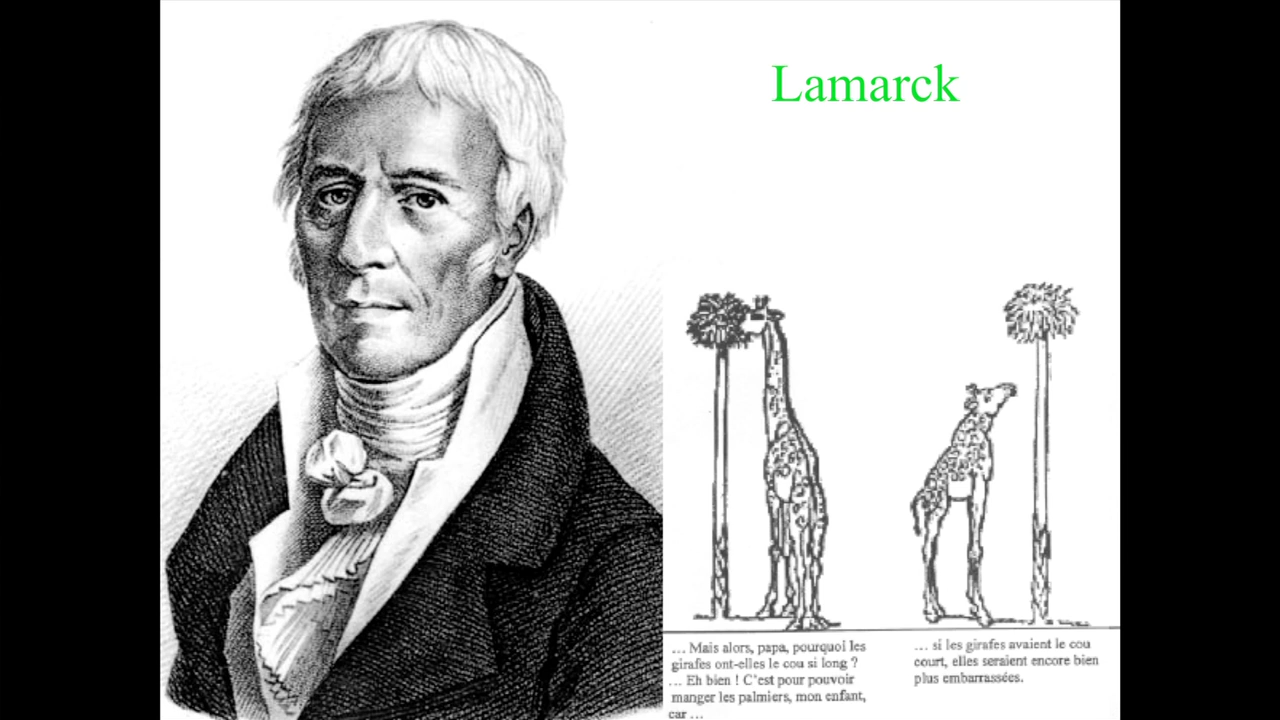 Lamarck
... Mais alors, papa, pourquoi les
girafes ont-elles le cou si long ?
... Eh bien ! C'est pour pouvoir
manger les palmiers, mon enfant,
car ...
... si les girafes avaient le cou
court, elles seraient encore bien
plus embarrassées.